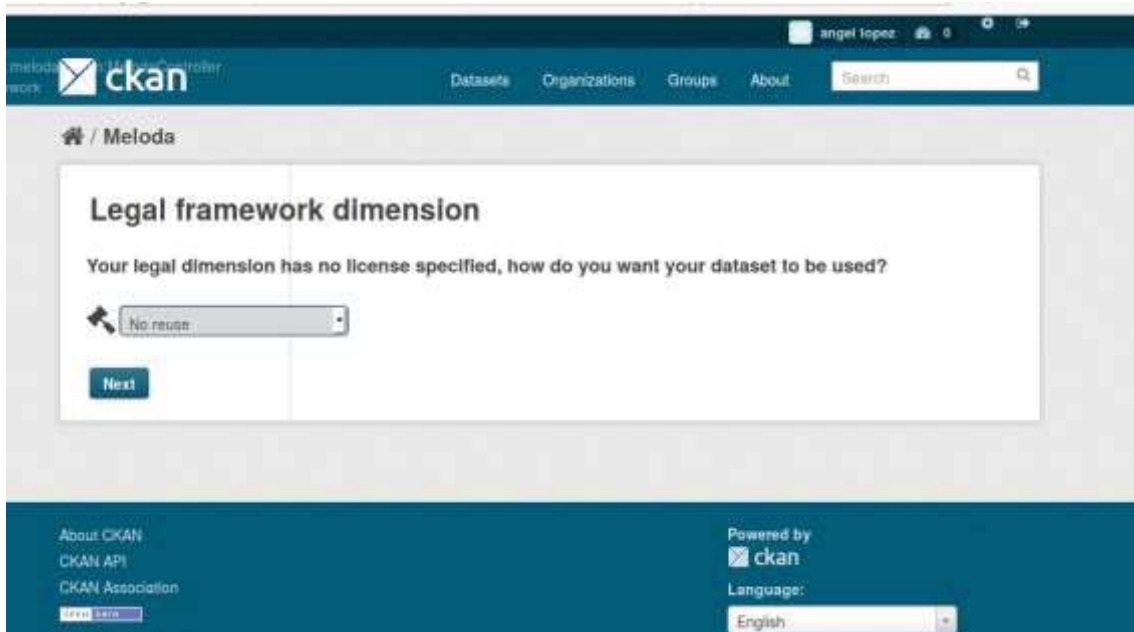 angel lopez 0
ckan
Datasets Organizations Groups About Search
/ Meloda
Legal framework dimension
Your legal dimension has no license specified, how do you want your dataset to be used?
No reuse
Next
About CKAN
CKAN API
CKAN Association
Powered by
ckan
Language:
English